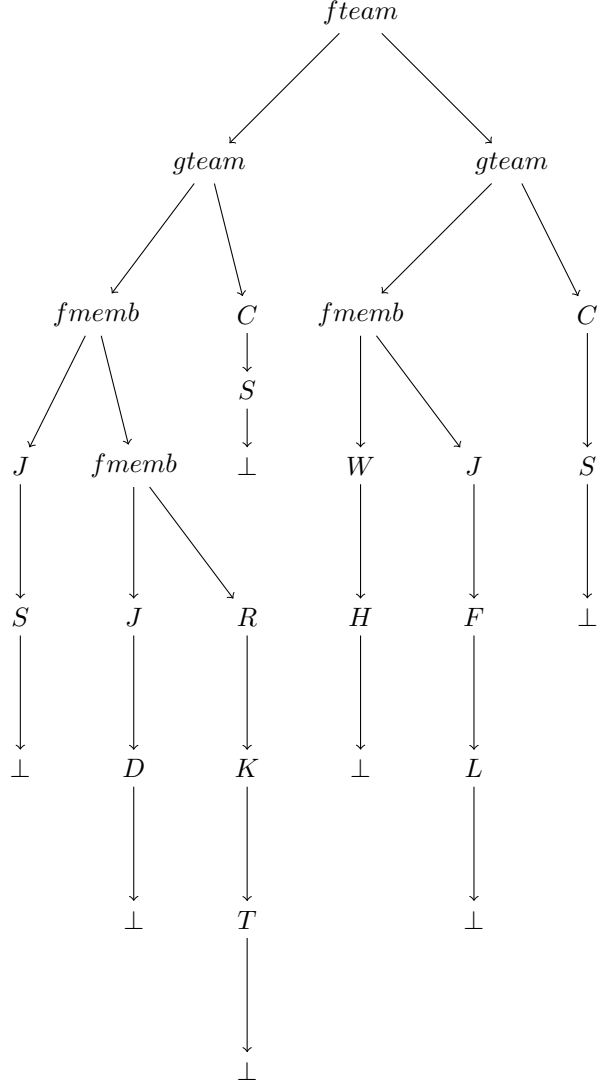 fteam
gteam gteam
fmemb C fmemb C
S
J fmemb ⊥ W J S
S J R H F ⊥
⊥ D K ⊥ L
⊥ T ⊥
⊥